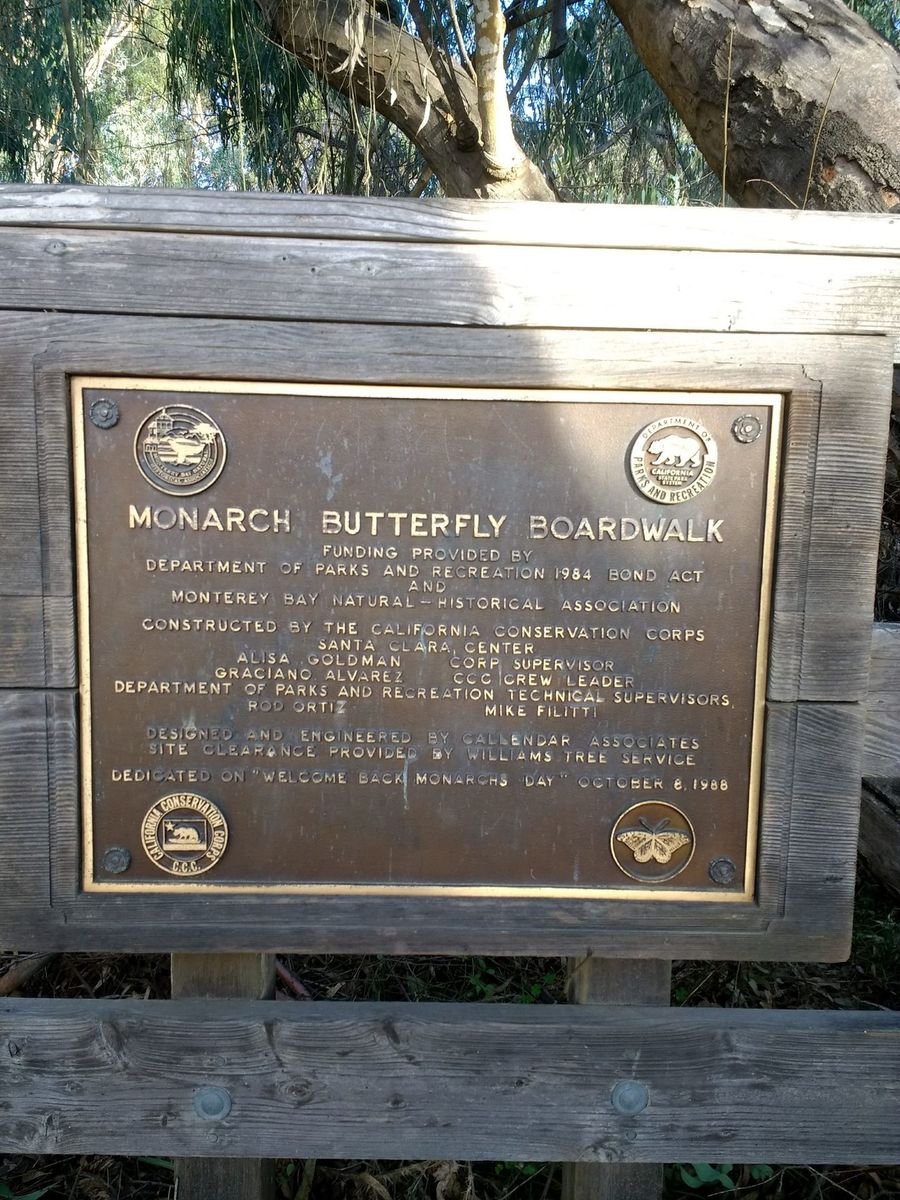 DEPARTMENT OF
PARKS AND RECREATION
CALIFORNIA
STATE PARK
SYSTEM
MONARCH BUTTERFLY BOARDWALK
FUNDING PROVIDED BY
DEPARTMENT OF PARKS AND RECREATION 1984 BOND ACT
AND
MONTEREY BAY NATURAL-HISTORICAL ASSOCIATION
CONSTRUCTED BY THE CALIFORNIA CONSERVATION CORPS
SANTA CLARA, CENTER
ALISA GOLDMAN CORP SUPERVISOR
GRACIANO ALVAREZ CCC CREW LEADER
DEPARTMENT OF PARKS AND RECREATION TECHNICAL SUPERVISORS
ROD ORTIZ MIKE FILITTI
DESIGNED AND ENGINEERED BY CALLENDAR ASSOCIATES
SITE CLEARANCE PROVIDED BY WILLIAMS TREE SERVICE
DEDICATED ON "WELCOME BACK MONARCHS DAY" OCTOBER 8, 1988
CALIFORNIA CONSERVATION CORPS
C.C.C.